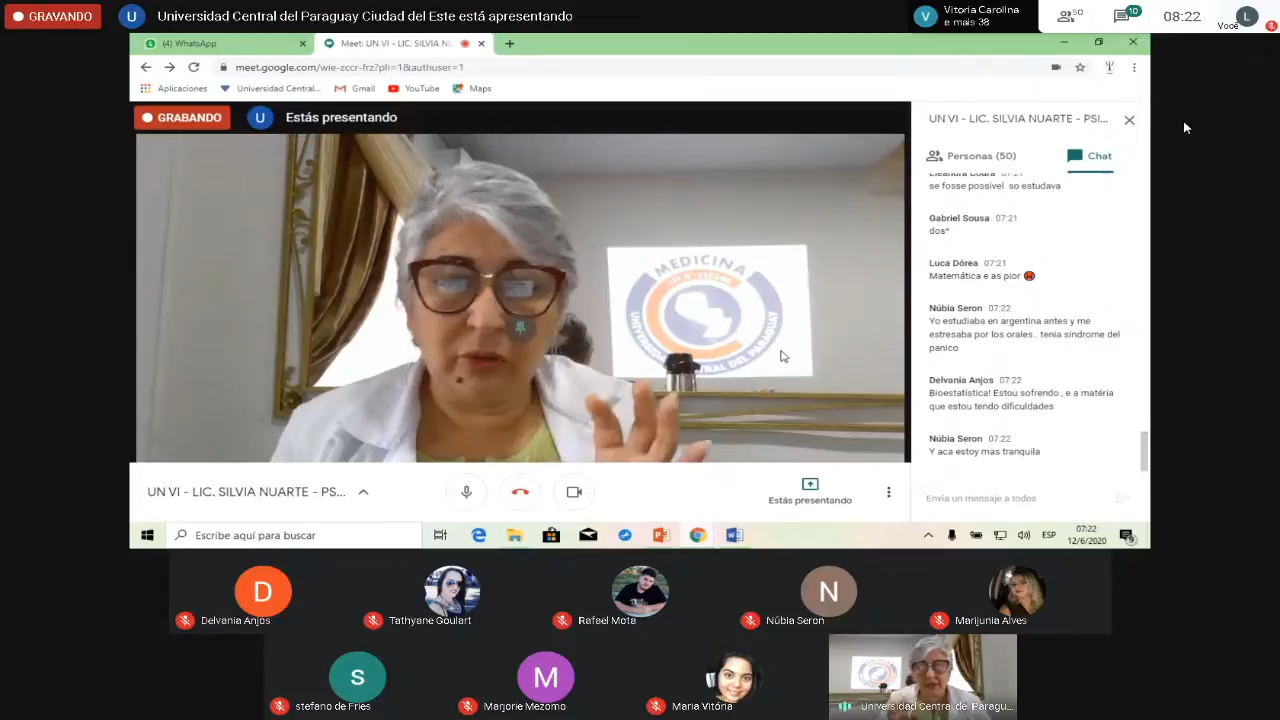 GRAVANDO
U
Universidad Central del Paraguay Ciudad del Este está apresentando
V
Vitoria Carolina
e mais 38
50
10
08:22
Você
L
(4) WhatsApp
Meet: UN VI - LIC. SILVIA NU
meet.google.com/wie-zccr-frz?pli=1&authuser=1
Aplicaciones
Universidad Central...
Gmail
YouTube
Maps
GRABANDO
U
Estás presentando
UN VI - LIC. SILVIA NUARTE - PSI...
Personas (50)
Chat
07:21
se fosse possivel so estudava
Gabriel Sousa 07:21
dos*
Luca Dórea 07:21
Matemática e as pior
Núbia Seron 07:22
Yo estudiaba en argentina antes y me
estresaba por los orales.. tenia sindrome del
panico
Delvania Anjos 07:22
Bioestatística! Estou sofrendo , e a matéria
que estou tendo dificuldades
Núbia Seron 07:22
Y aca estoy mas tranquila
Envía un mensaje a todos
MEDICINA
UNIVERSIDAD CENTRAL DEL PARAGUAY
UN VI - LIC. SILVIA NUARTE - PS...
Estás presentando
Escribe aquí para buscar
ESP
07:22
12/6/2020
9
D
Delvania Anjos
Tathyane Goulart
Rafael Mota
N
Núbia Seron
Marijunia Alves
s
stefano de Fries
M
Marjorie Mezomo
Maria Vitória
Universidad Central del Paragu...